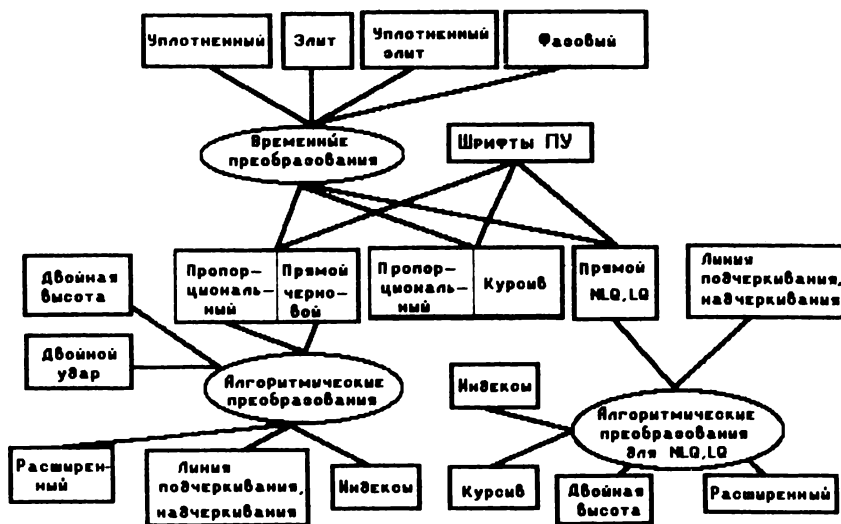 Уплотненный
Элит
Уплотненный
элит
Фазовый
Временные
преобразования
Шрифты ПУ
Двойная
высота
Пропор-
циональ-
ный
Прямой
черно-
вой
Пропор-
циональ-
ный
Курсив
Прямой
NLQ,LQ
Линия
подчеркивания,
надчеркивания
Двойной
удар
Алгоритмические
преобразования
Индексы
Алгоритмические
преобразования
для NLQ,LQ
Расширен-
ный
Линия
подчеркивания,
надчеркивания
Индексы
Курсив
Двойная
высота
Расширенный